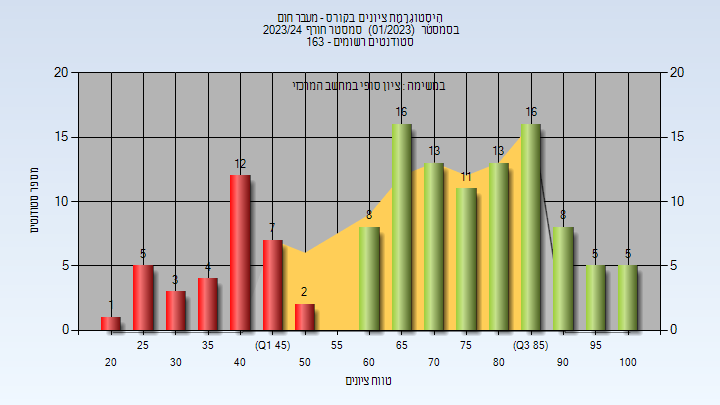 היסטוגרמת ציונים בקורס - מעבר חום
בסמסטר (01/2023) סמסטר חורף 2023/24
סטודנטים רשומים - 163
במשימה : ציון סופי במחשב המרכזי
20 20
15 15
10 10
5 5
0 0
מספר סטודנטים
1 5 3 4 12 7 2 8 16 13 11 13 16 8 5 5
25 35 (Q1 45) 55 65 75 (Q3 85) 95
20 30 40 50 60 70 80 90 100
טווח ציונים